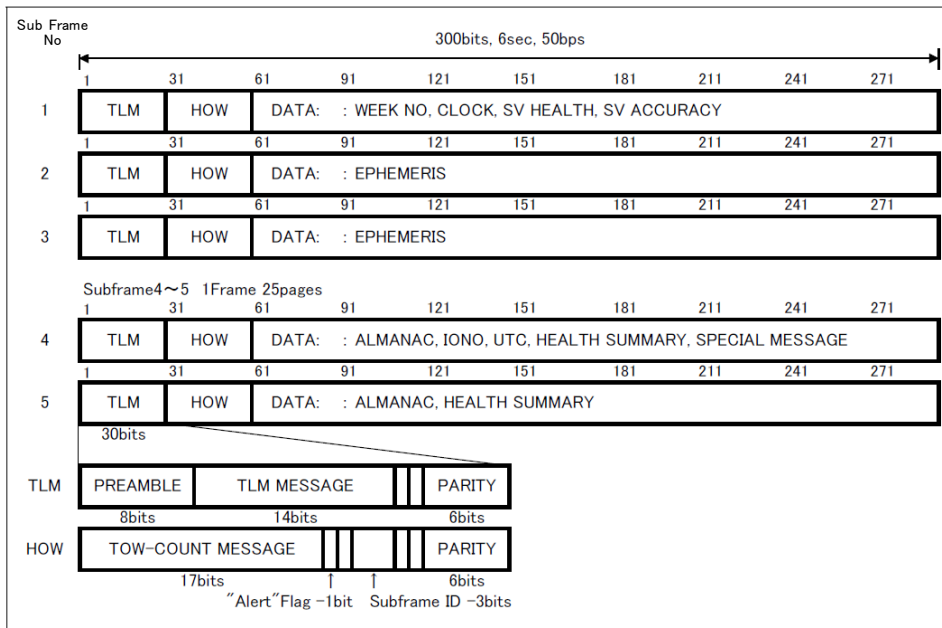 Sub Frame
No
300bits, 6sec, 50bps
1 31 61 91 121 151 181 211 241 271
1 TLM HOW DATA: : WEEK NO, CLOCK, SV HEALTH, SV ACCURACY
1 31 61 91 121 151 181 211 241 271
2 TLM HOW DATA: : EPHEMERIS
1 31 61 91 121 151 181 211 241 271
3 TLM HOW DATA: : EPHEMERIS
Subframe4～5 1Frame 25pages
1 31 61 91 121 151 181 211 241 271
4 TLM HOW DATA: : ALMANAC, IONO, UTC, HEALTH SUMMARY, SPECIAL MESSAGE
1 31 61 91 121 151 181 211 241 271
5 TLM HOW DATA: : ALMANAC, HEALTH SUMMARY
30bits
TLM PREAMBLE TLM MESSAGE PARITY
8bits 14bits 6bits
HOW TOW-COUNT MESSAGE PARITY
17bits ↑ ↑ 6bits
"Alert"Flag -1bit Subframe ID -3bits